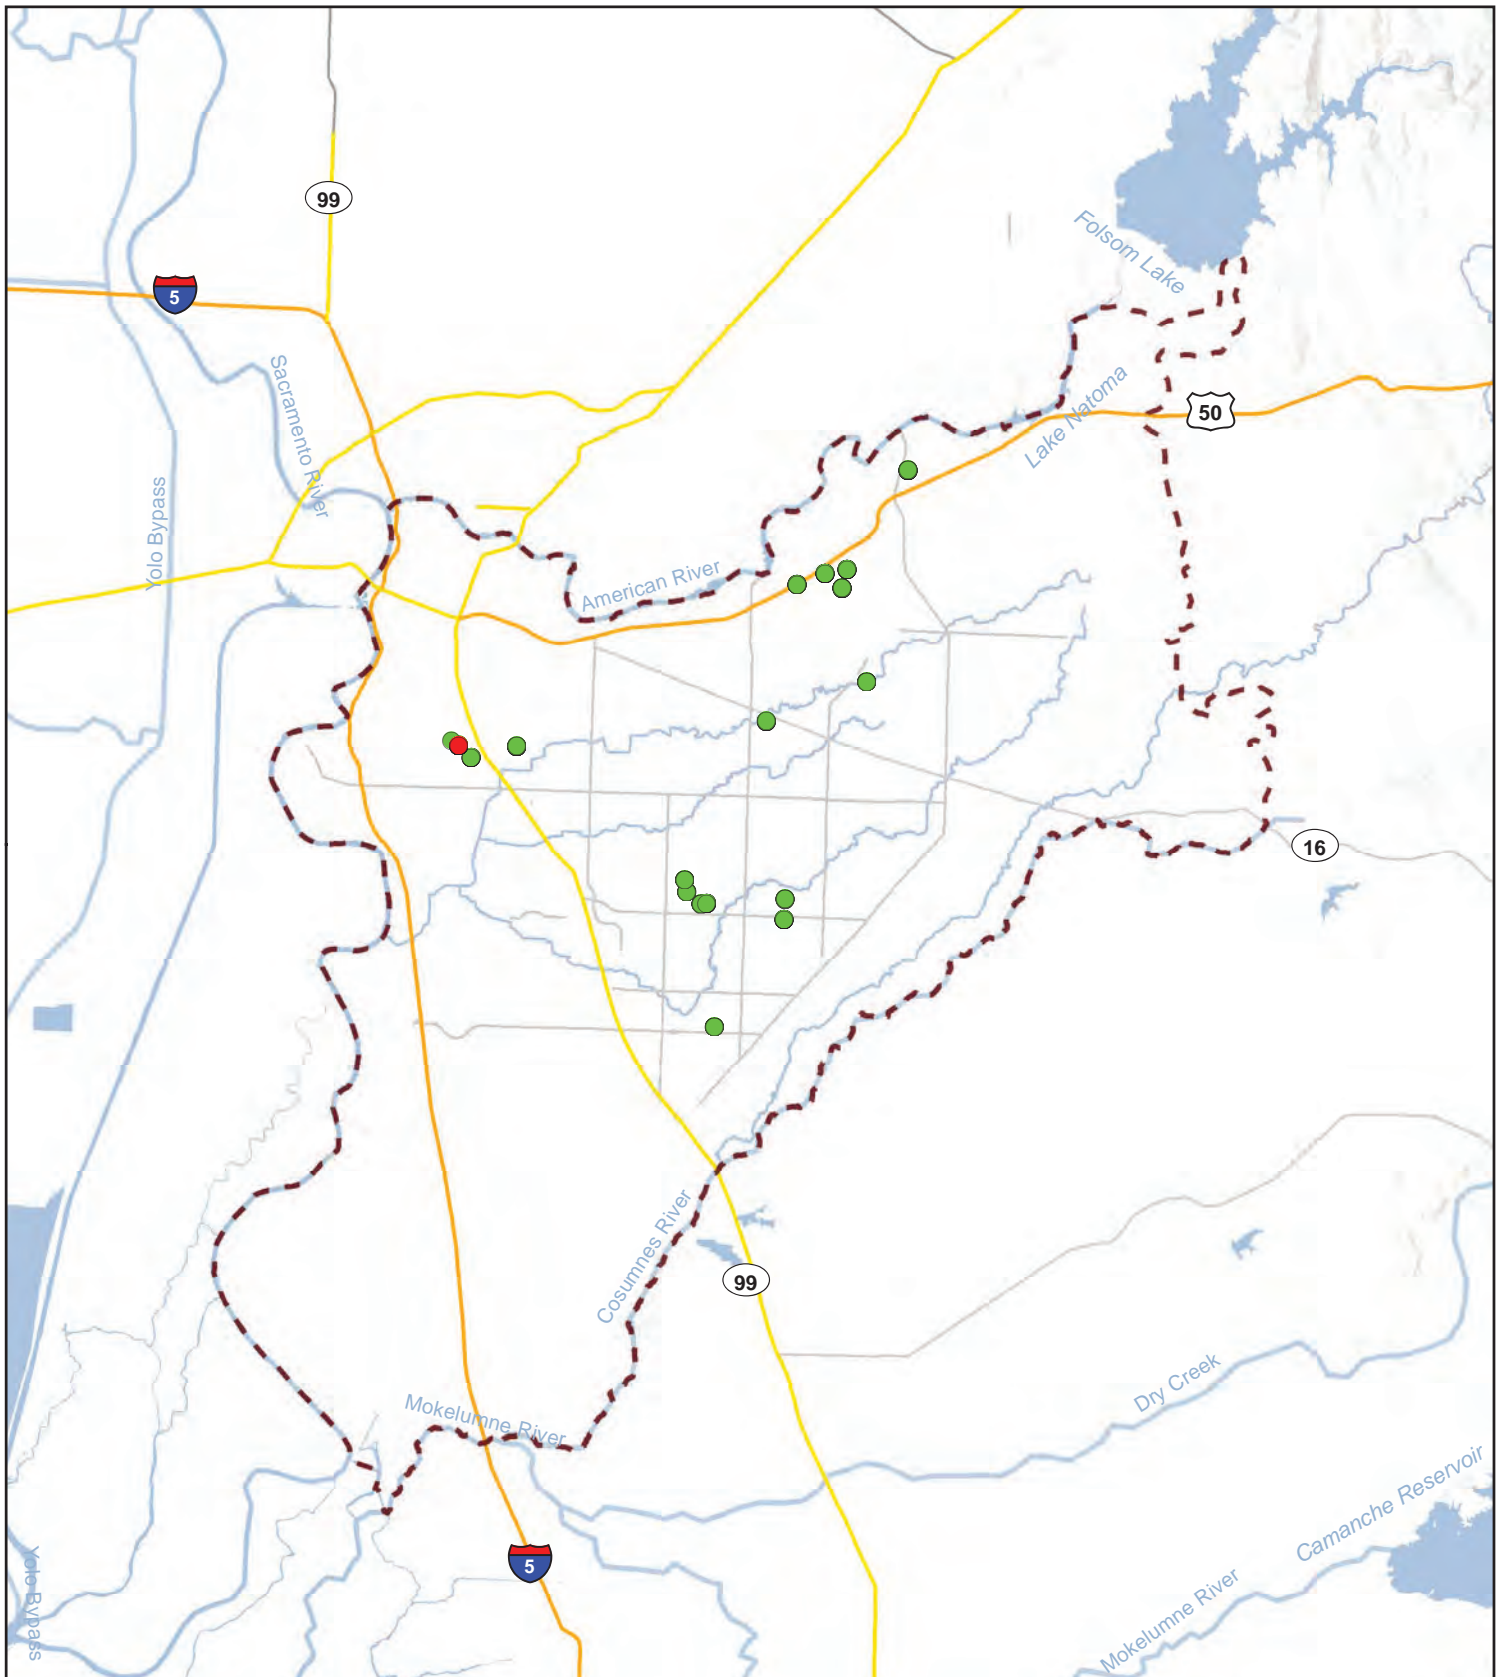 99
5
Folsom Lake
Sacramento River
Lake Natoma
50
Yolo Bypass
American River
16
Cosumnes River
99
Dry Creek
Mokelumne River
Camanche Reservoir
5
Yolo Bypass
Mokelumne River